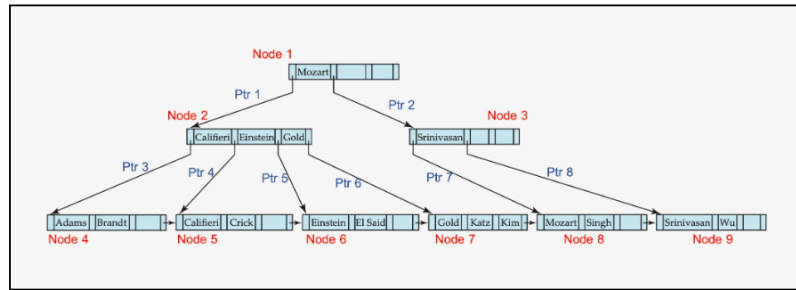 Node 1
Mozart
Ptr 1 Ptr 2
Node 2 Node 3
Califieri Einstein Gold Srinivasan
Ptr 3 Ptr 4 Ptr 5 Ptr 6 Ptr 7 Ptr 8
Adams Brandt Califieri Crick Einstein El Said Gold Katz Kim Mozart Singh Srinivasan Wu
Node 4 Node 5 Node 6 Node 7 Node 8 Node 9